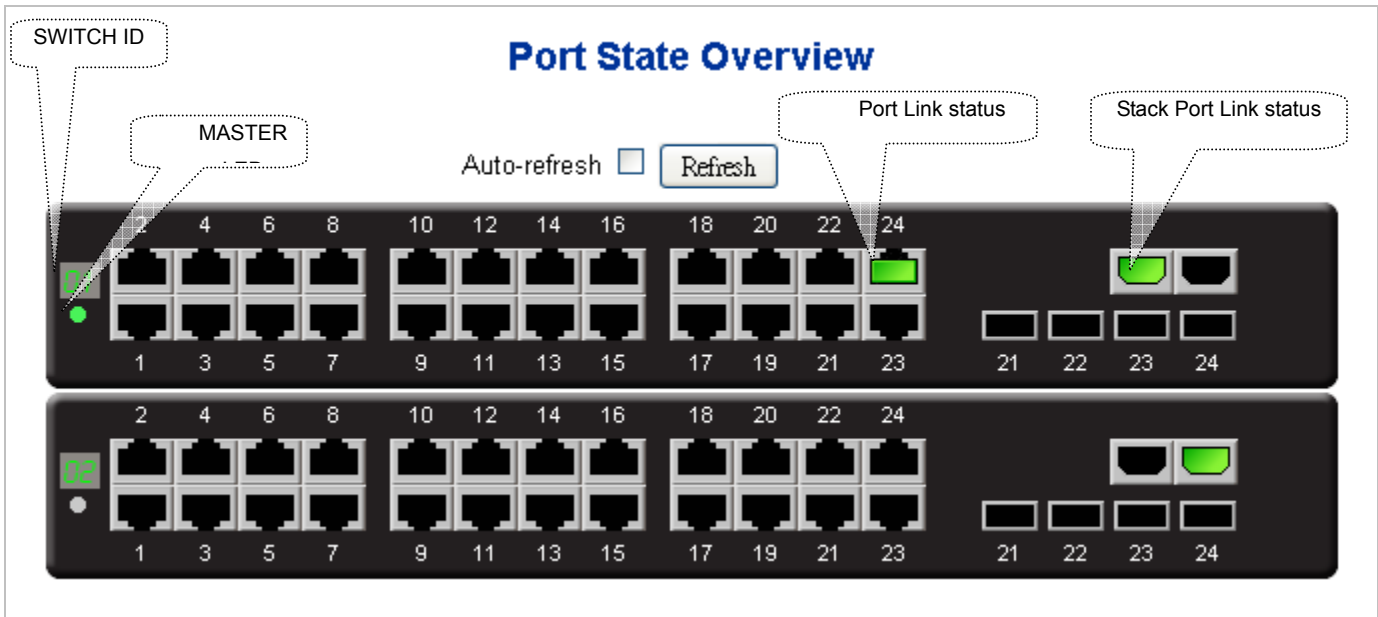 SWITCH ID
Port State Overview
MASTER
Port Link status
Stack Port Link status
Auto-refresh Refresh
2 4 6 8 10 12 14 16 18 20 22 24
01
1 3 5 7 9 11 13 15 17 19 21 23 21 22 23 24
2 4 6 8 10 12 14 16 18 20 22 24
02
1 3 5 7 9 11 13 15 17 19 21 23 21 22 23 24